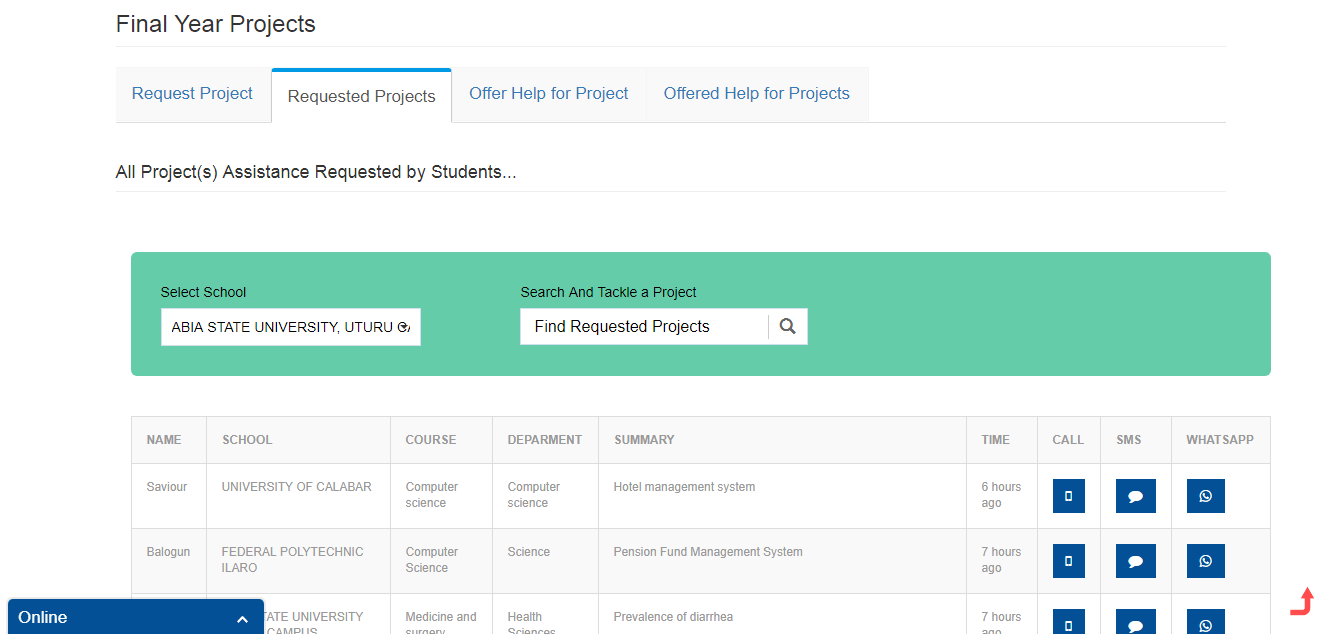 Final Year Projects
Request Project Requested Projects Offer Help for Project Offered Help for Projects
All Project(s) Assistance Requested by Students...
Select School Search And Tackle a Project
ABIA STATE UNIVERSITY, UTURU Find Requested Projects
NAME SCHOOL COURSE DEPARMENT SUMMARY TIME CALL SMS WHATSAPP
Saviour UNIVERSITY OF CALABAR Computer Computer Hotel management system 6 hours
science science ago
Balogun FEDERAL POLYTECHNIC Computer Science Pension Fund Management System 7 hours
ILARO Science ago
UNIVERSITY Medicine and Health Prevalence of diarrhea 7 hours
Online CAMPUS surgery Sciences ago